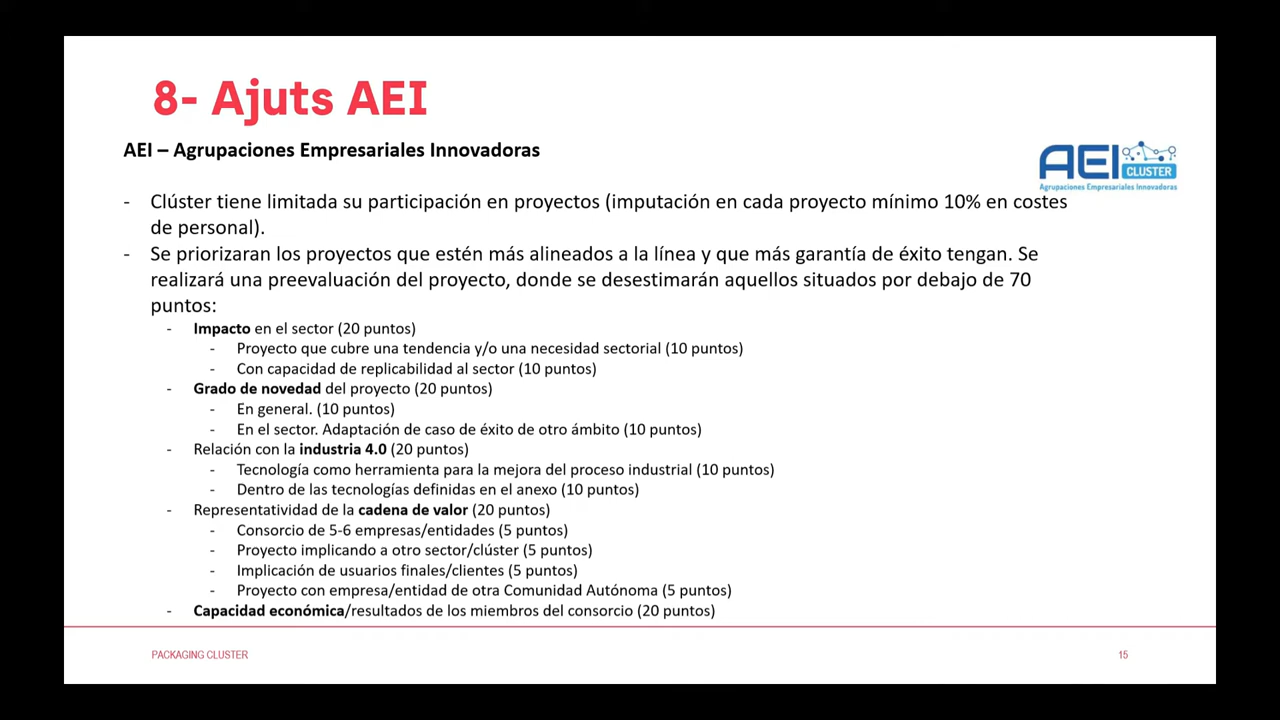 8- Ajuts AEI
AEI – Agrupaciones Empresariales Innovadoras
AEI
CLUSTER
Agrupaciones Empresariales Innovadoras
- Clúster tiene limitada su participación en proyectos (imputación en cada proyecto mínimo 10% en costes
de personal).
- Se priorizaran los proyectos que estén más alineados a la línea y que más garantía de éxito tengan. Se
realizará una preevaluación del proyecto, donde se desestimarán aquellos situados por debajo de 70
puntos:
- Impacto en el sector (20 puntos)
- Proyecto que cubre una tendencia y/o una necesidad sectorial (10 puntos)
- Con capacidad de replicabilidad al sector (10 puntos)
- Grado de novedad del proyecto (20 puntos)
- En general. (10 puntos)
- En el sector. Adaptación de caso de éxito de otro ámbito (10 puntos)
- Relación con la industria 4.0 (20 puntos)
- Tecnología como herramienta para la mejora del proceso industrial (10 puntos)
- Dentro de las tecnologías definidas en el anexo (10 puntos)
- Representatividad de la cadena de valor (20 puntos)
- Consorcio de 5-6 empresas/entidades (5 puntos)
- Proyecto implicando a otro sector/clúster (5 puntos)
- Implicación de usuarios finales/clientes (5 puntos)
- Proyecto con empresa/entidad de otra Comunidad Autónoma (5 puntos)
- Capacidad económica/resultados de los miembros del consorcio (20 puntos)
PACKAGING CLUSTER
15